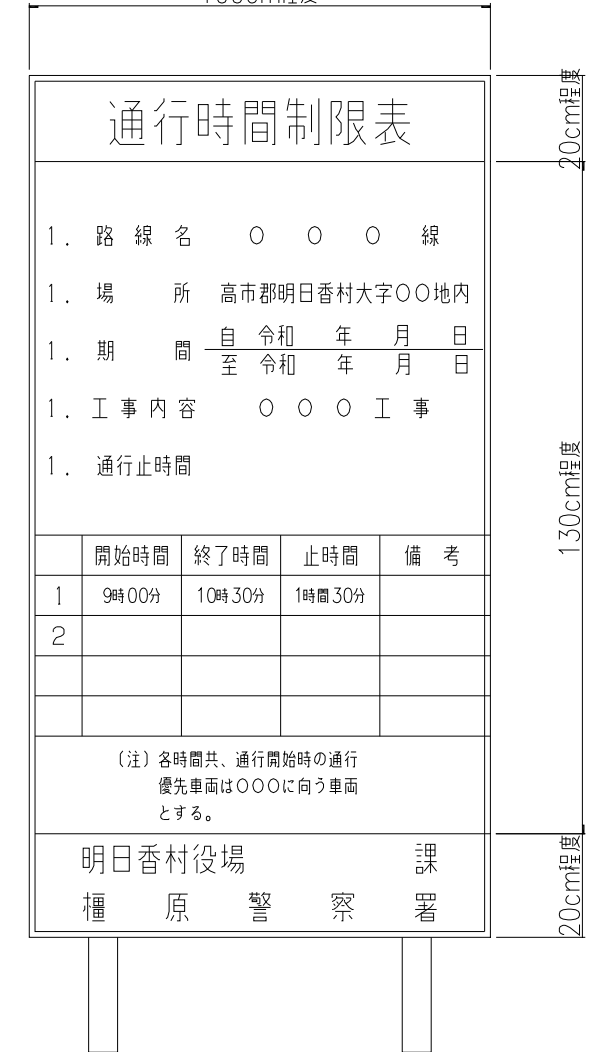 通行時間制限表
20cm程度
1. 路線名 ○ ○ ○ 線
1. 場所 高市郡明日香村大字○○地内
1. 期間 自 令和 年 月 日
至 令和 年 月 日
1. 工事内容 ○ ○ ○ 工 事
1. 通行止時間
130cm程度
開始時間 終了時間 止時間 備考
1 9時00分 10時30分 1時間30分
2
(注) 各時間共、通行開始時の通行
優先車両は○○○に向う車両
とする。
明日香村役場 課
橿原警察署
20cm程度